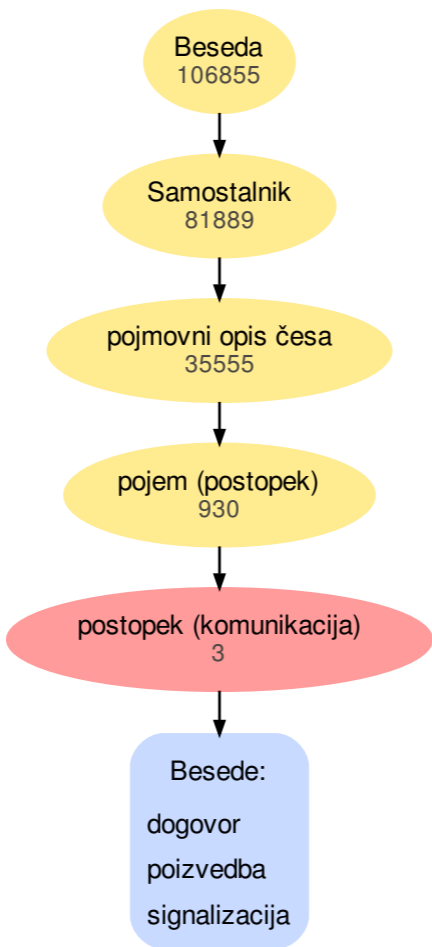 Beseda
106855
Samostalnik
81889
pojmovni opis česa
35555
pojem (postopek)
930
postopek (komunikacija)
3
Besede:
dogovor
poizvedba
signalizacija